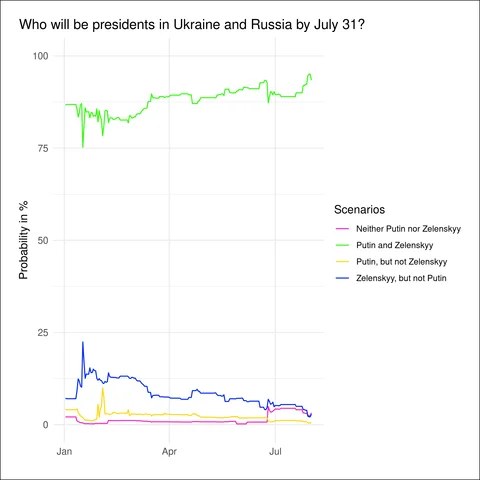 Who will be presidents in Ukraine and Russia by July 31?
100
75
50
25
0
Probability in %
Jan
Apr
Jul
Scenarios
Neither Putin nor Zelenskyy
Putin and Zelenskyy
Putin, but not Zelenskyy
Zelenskyy, but not Putin